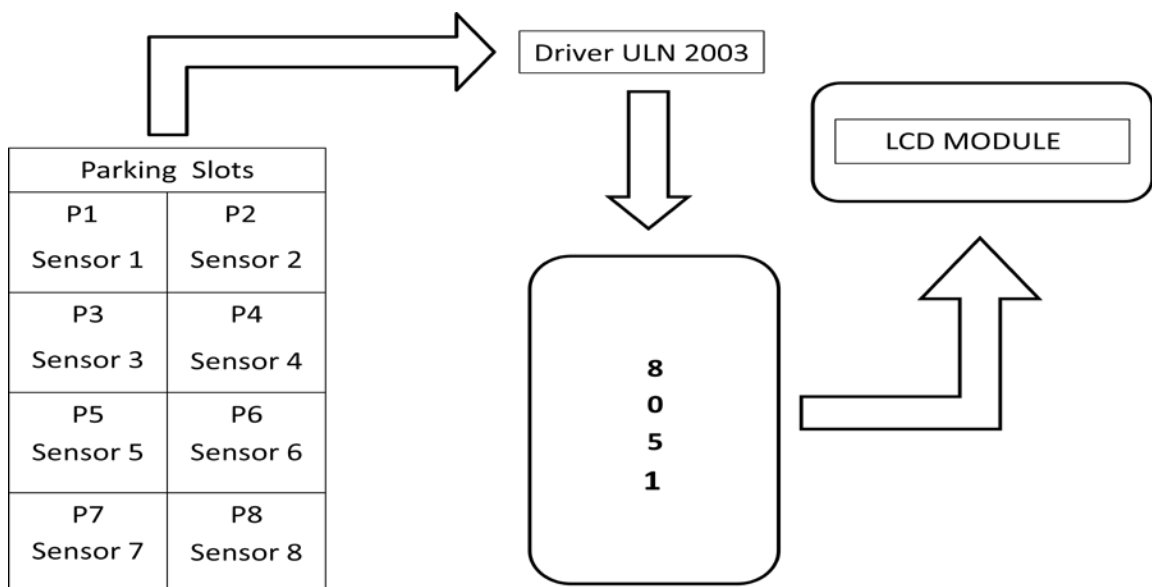 Driver ULN 2003
LCD MODULE
Parking Slots
P1 P2
Sensor 1 Sensor 2
P3 P4
Sensor 3 Sensor 4
P5 P6
Sensor 5 Sensor 6
P7 P8
Sensor 7 Sensor 8
8
0
5
1